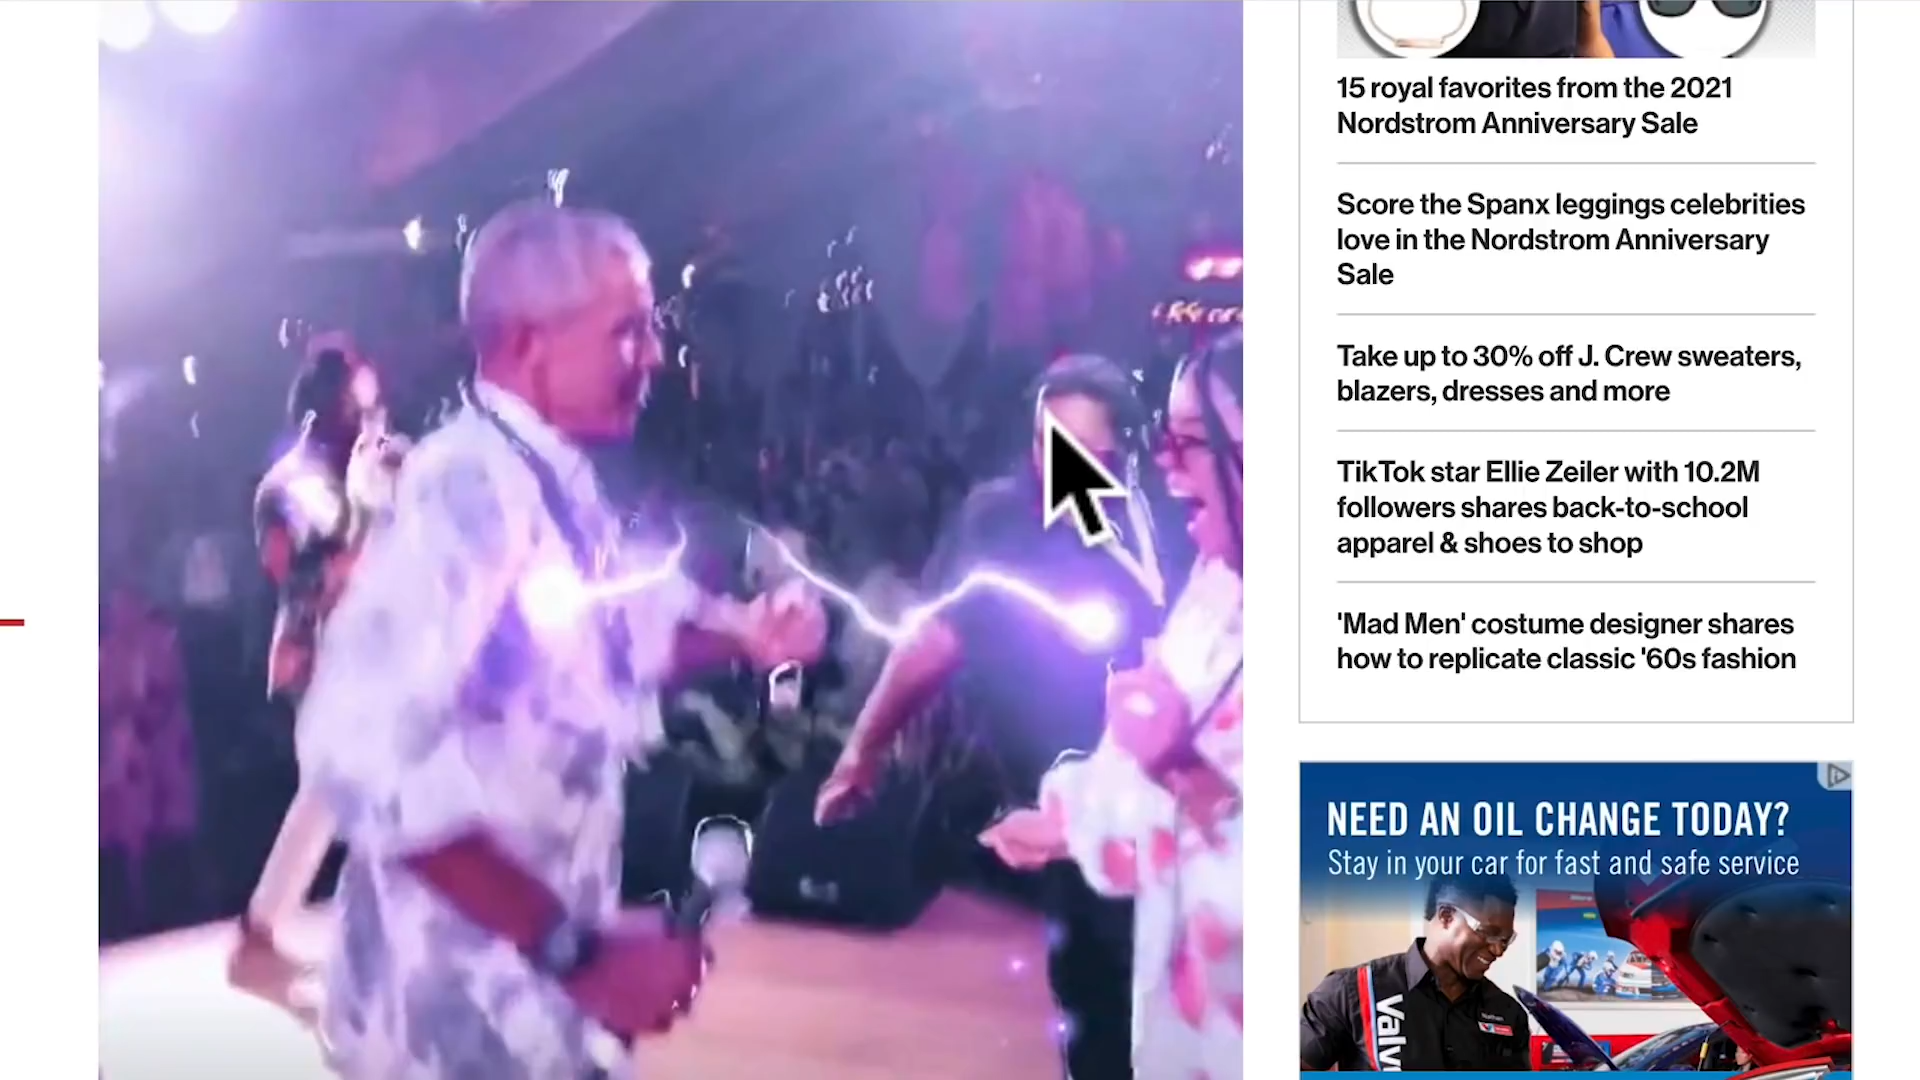 15 royal favorites from the 2021
Nordstrom Anniversary Sale
Score the Spanx leggings celebrities
love in the Nordstrom Anniversary
Sale
Take up to 30% off J. Crew sweaters,
blazers, dresses and more
TikTok star Ellie Zeiler with 10.2M
followers shares back-to-school
apparel & shoes to shop
'Mad Men' costume designer shares
how to replicate classic '60s fashion
NEED AN OIL CHANGE TODAY?
Stay in your car for fast and safe service
Valv